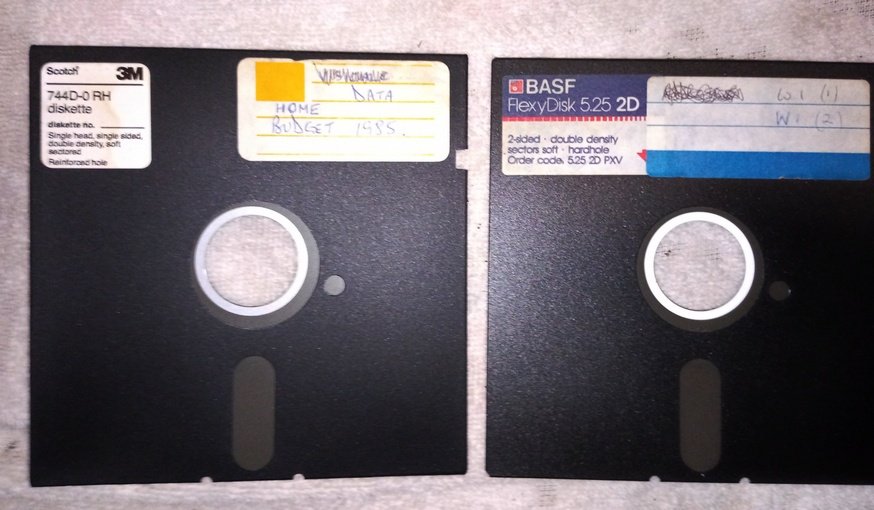 Scotch 3M
744D-0 RH
diskette
diskette no.
Single head, single sided,
double density, soft
sectored
Reinforced hole
DATA
HOME
BUDGET 1985.
BASF
FlexyDisk 5.25 2D
2-sided · double density
sectors soft · hardhole
Order code: 5.25 2D PXV
W1 (1)
W1 (2)